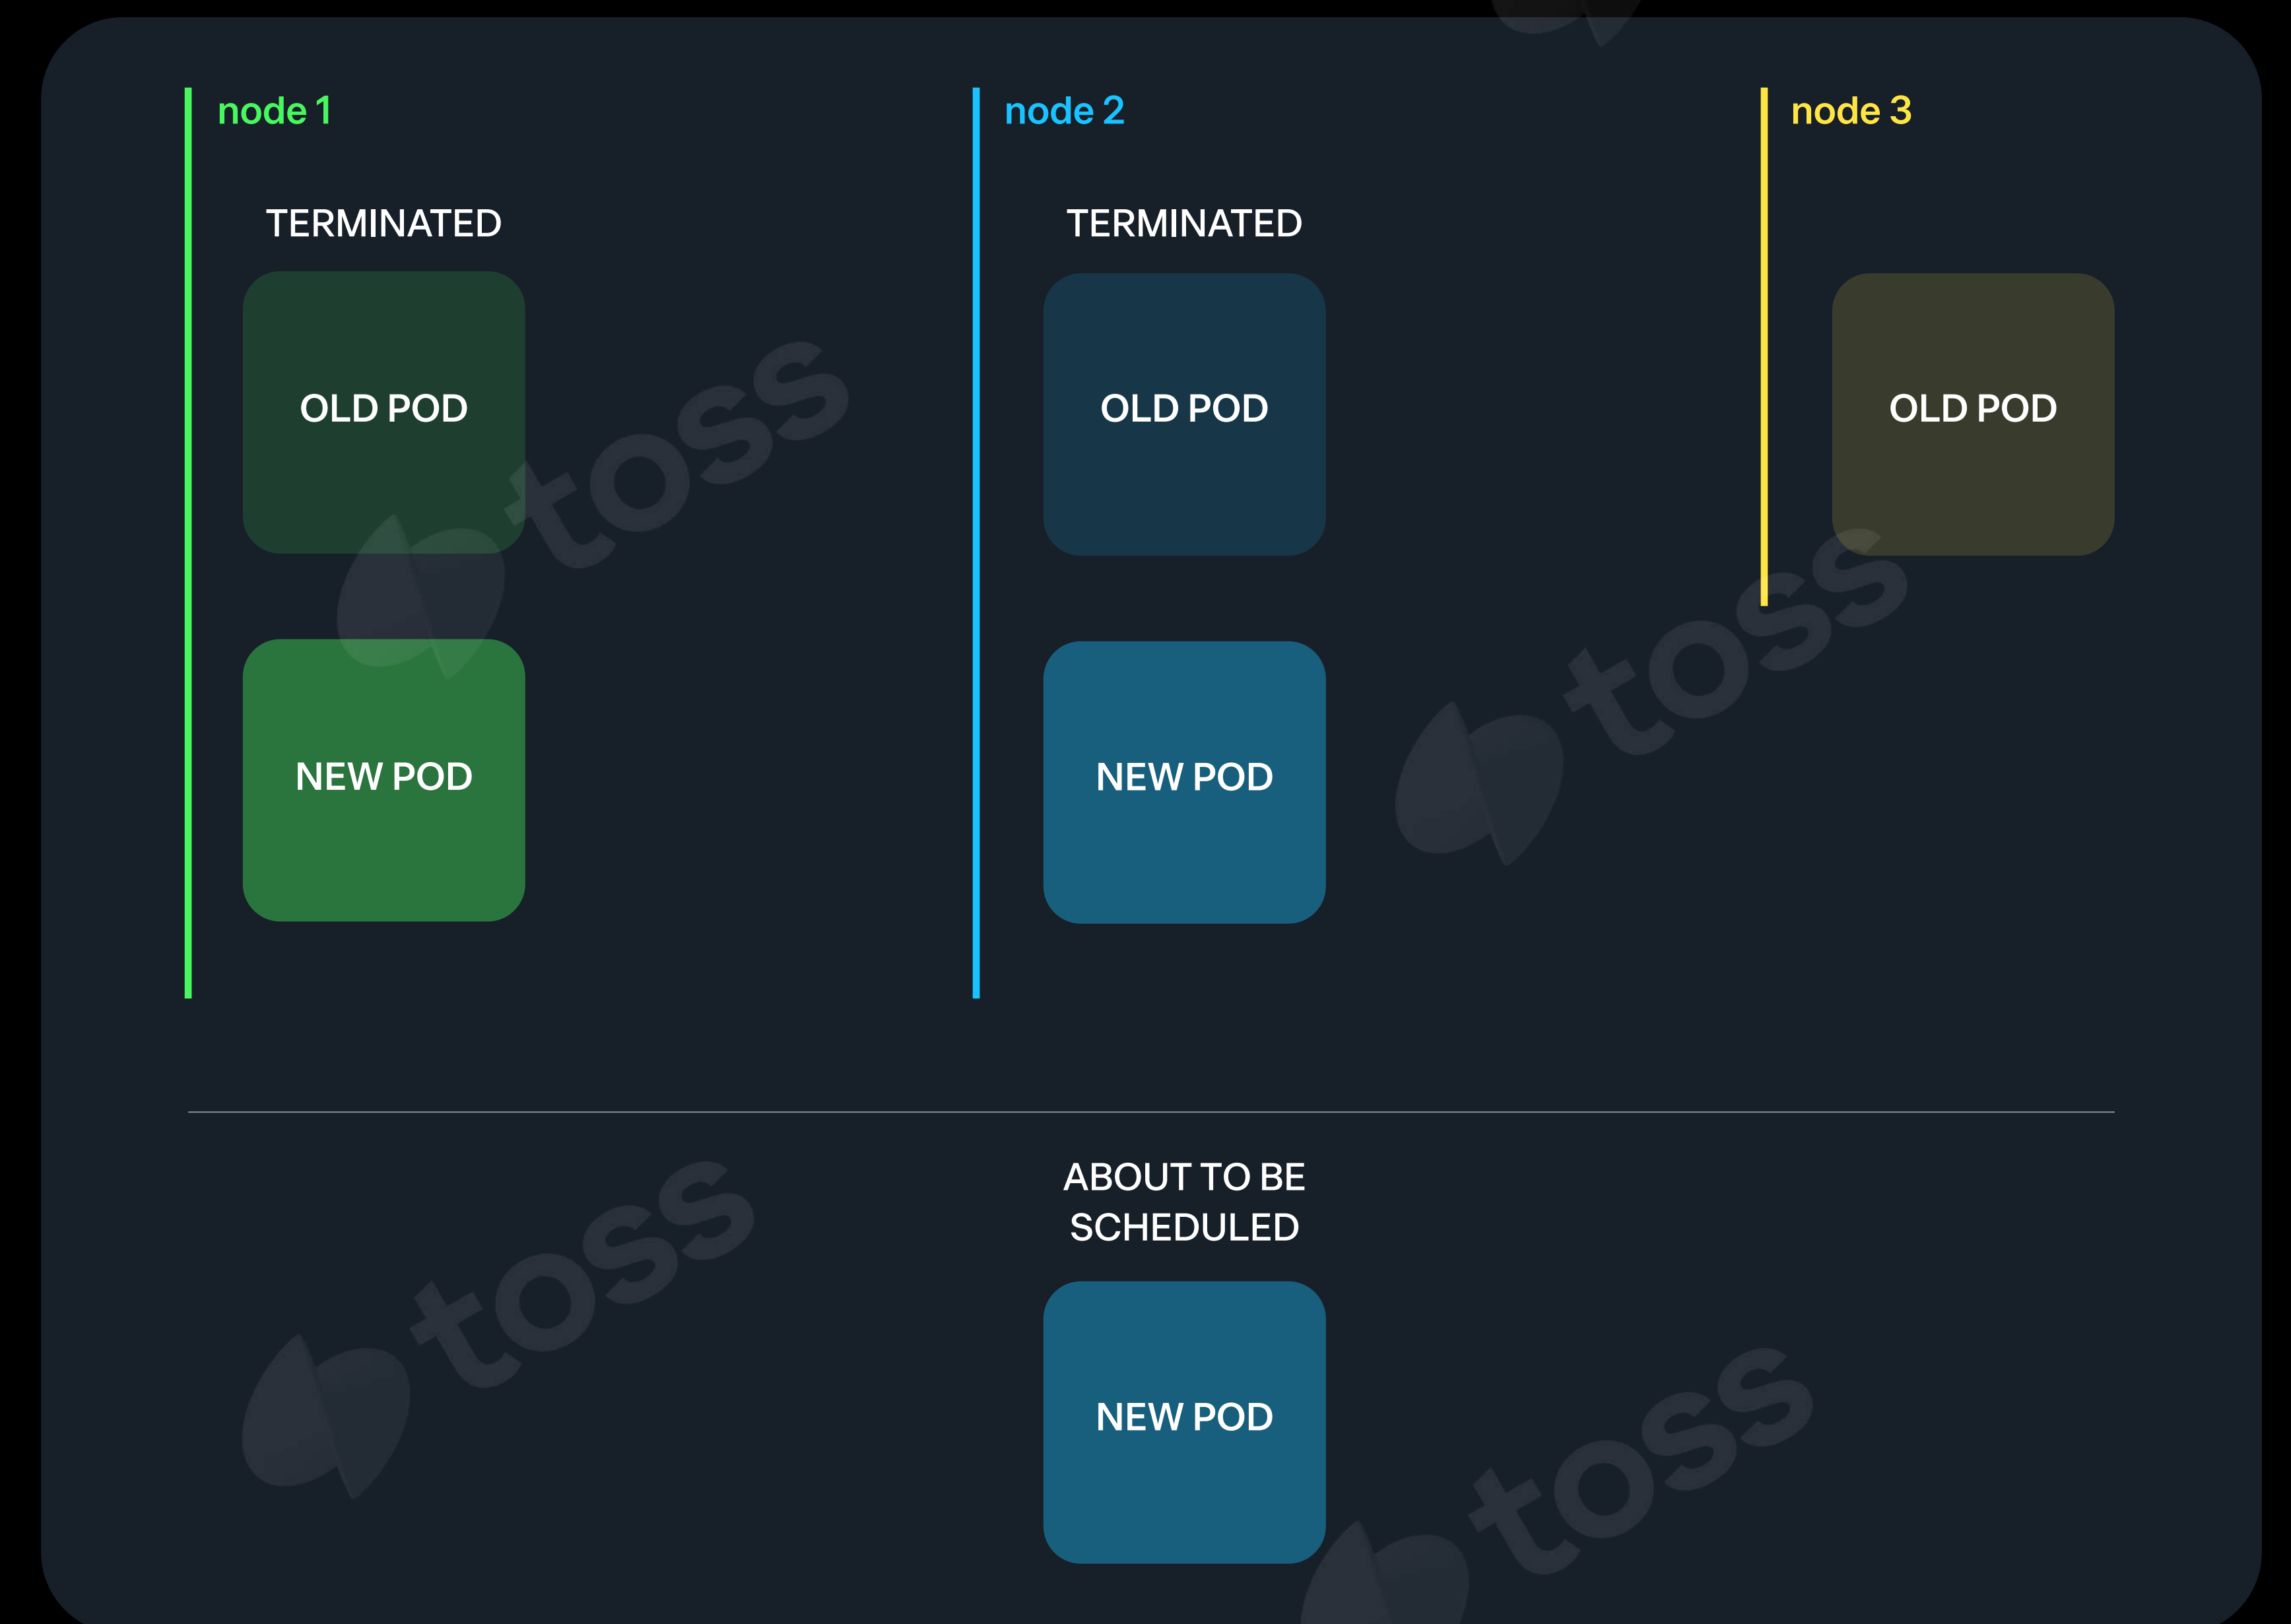 node 1
node 2
node 3
TERMINATED
TERMINATED
OLD POD
OLD POD
OLD POD
toss
toss
NEW POD
NEW POD
ABOUT TO BE
SCHEDULED
toss
NEW POD
toss